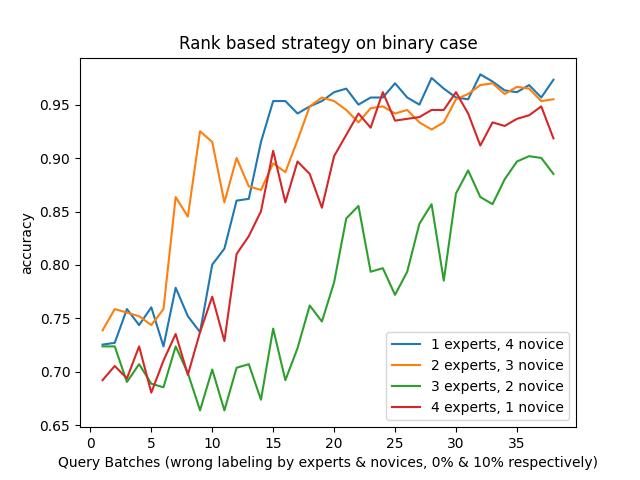 Rank based strategy on binary case
accuracy
0.95
0.90
0.85
0.80
0.75
0.70
0.65
0 5 10 15 20 25 30 35
Query Batches (wrong labeling by experts & novices, 0% & 10% respectively)
1 experts, 4 novice
2 experts, 3 novice
3 experts, 2 novice
4 experts, 1 novice